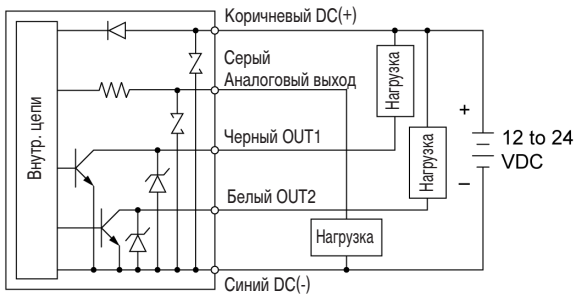 Коричневый DC(+)
Серый
Аналоговый выход
Нагрузка
+
12 to 24
VDC
Внутр. цепи
Черный OUT1
Нагрузка
–
Белый OUT2
Нагрузка
Синий DC(-)